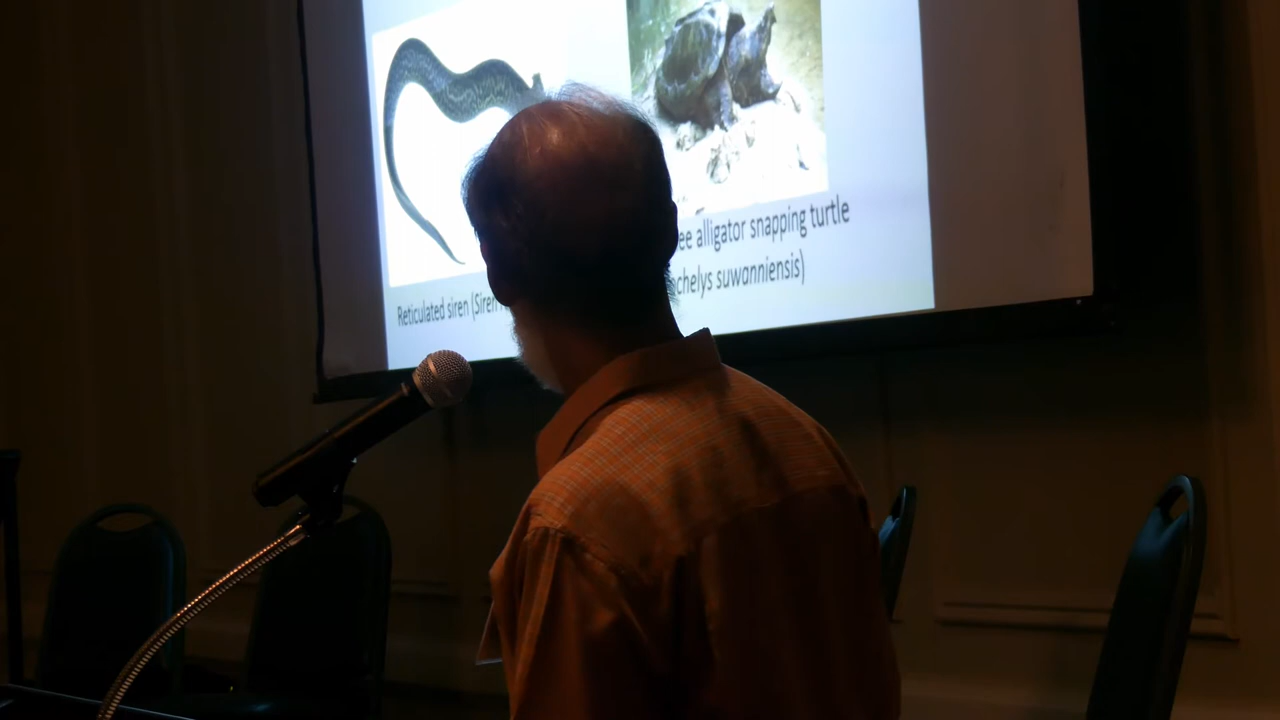 Reticulated siren (Siren
ee alligator snapping turtle
chelys suwanniensis)